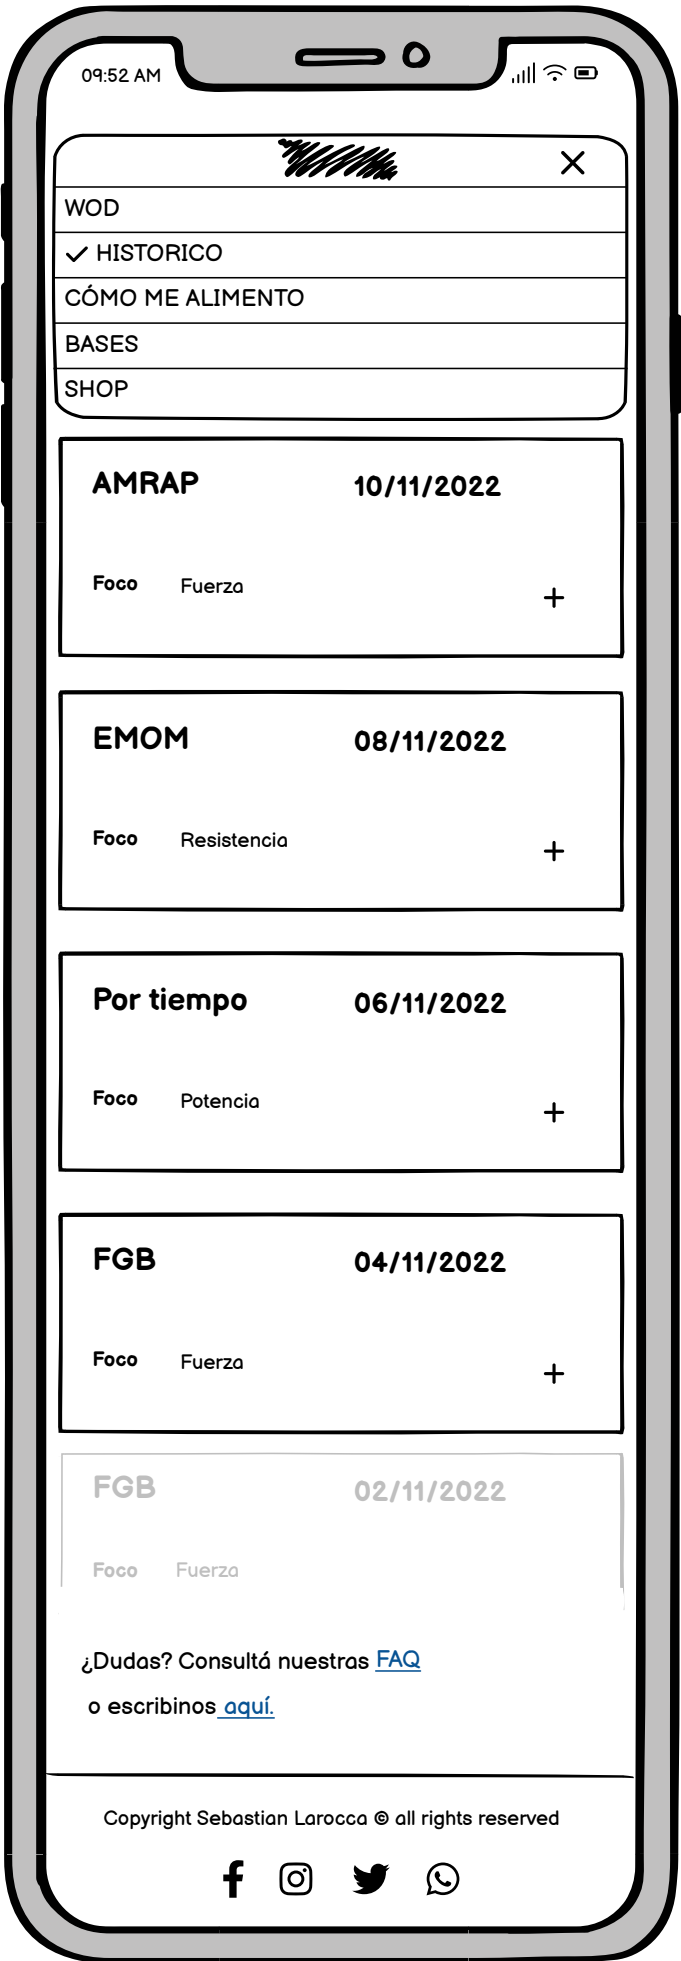 09:52 AM
WOD
HISTORICO
CÓMO ME ALIMENTO
BASES
SHOP
AMRAP 10/11/2022
Foco Fuerza
EMOM 08/11/2022
Foco Resistencia
Por tiempo 06/11/2022
Foco Potencia
FGB 04/11/2022
Foco Fuerza
FGB 02/11/2022
Foco Fuerza
¿Dudas? Consultá nuestras FAQ
o escribinos aquí.
Copyright Sebastian Larocca © all rights reserved